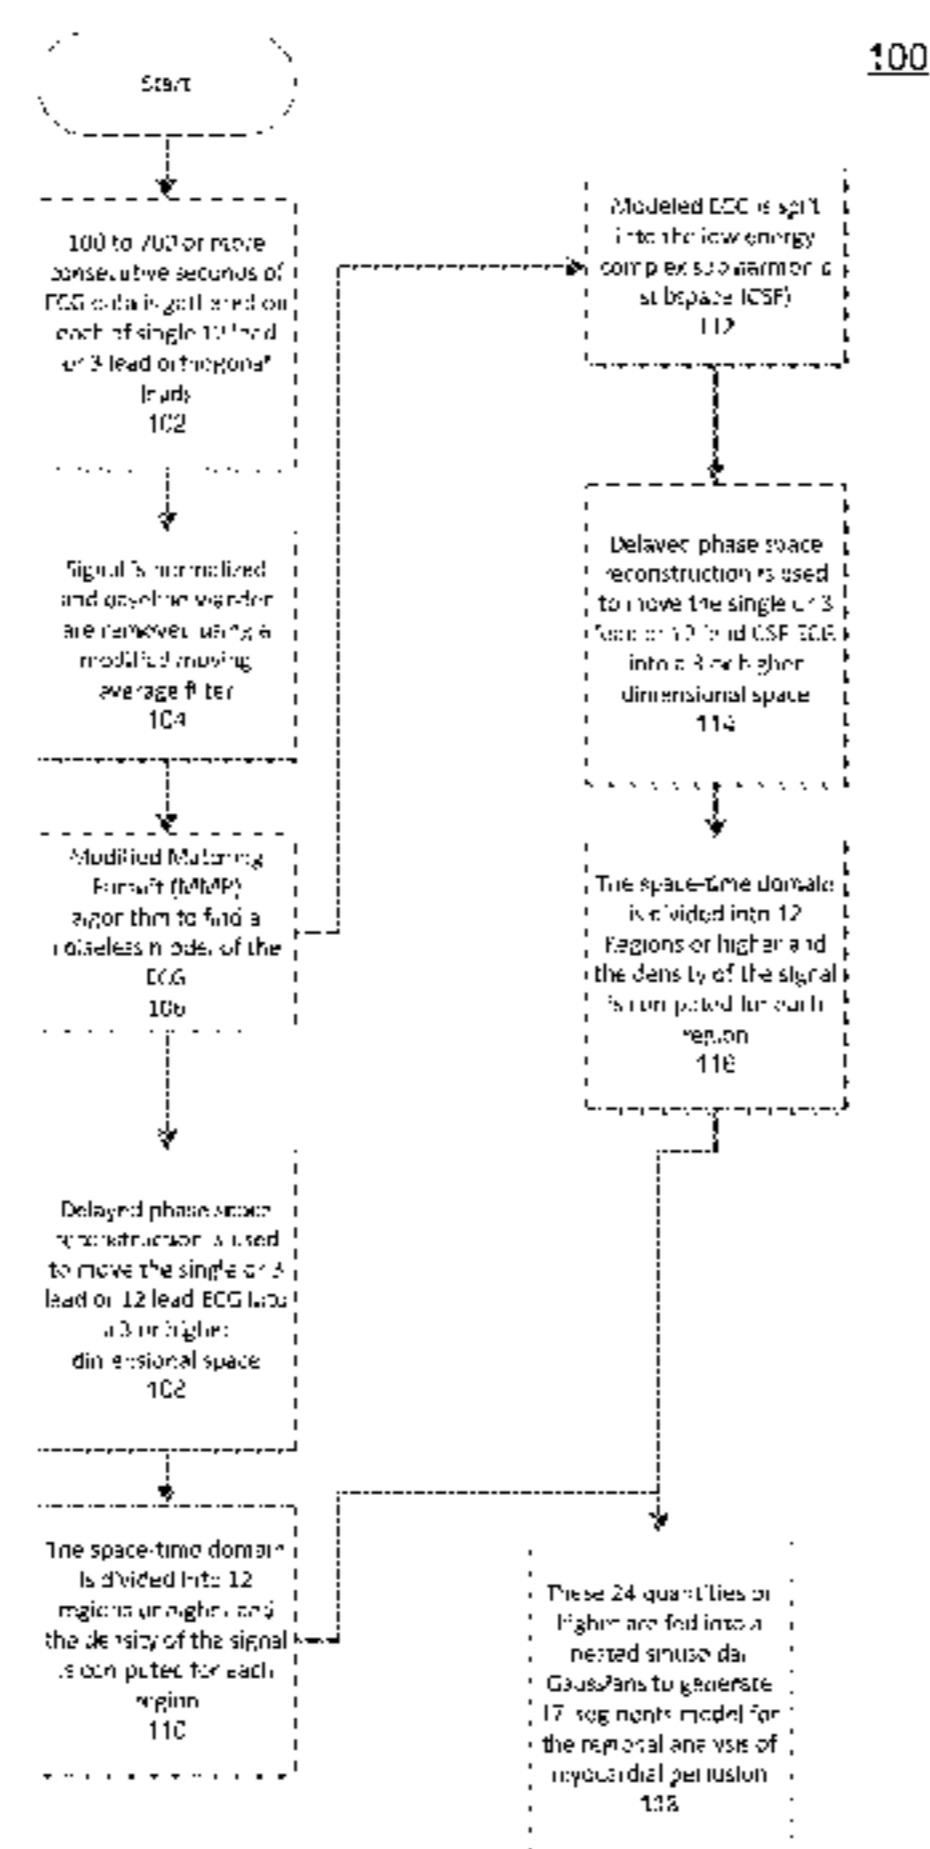 100
Start
100 to 700 or more
consecutive seconds of
ECG data is gathered on
each of single 12 lead
or 3 lead orthogonal
leads
102
Signal is normalized
and baseline wander
are removed using a
modified moving
average filter
104
Modified Matching
Pursuit (MMP)
algorithm to find a
noiseless model of the
ECG
106
Delayed phase space
reconstruction is used
to move the single or 3
lead or 12 lead ECG into
a 3 or higher
dimensional space
108
The space-time domain
is divided into 12
regions or higher and
the density of the signal
is computed for each
region
110
Modeled ECG is split
into the low energy
complex subharmonic
subspace (CSF)
112
Delayed phase space
reconstruction is used
to move the single or 3
lead or 12 lead CSF ECG
into a 3 or higher
dimensional space
114
The space-time domain
is divided into 12
Regions or higher and
the density of the signal
is computed for each
region
116
These 24 quantities or
higher are fed into a
nested sinusoidal
Gaussians to generate
17 segments model for
the regional analysis of
myocardial perfusion
118